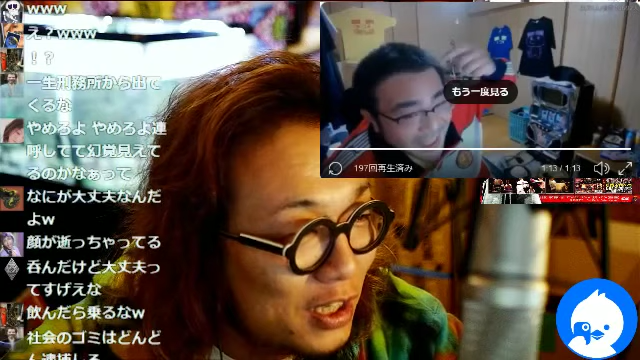 www
え？www
！？
一生刑務所から出て
くるな
やめろよ やめろよ連
呼してて幻覚見えて
るのかなぁって
なにが大丈夫なんだ
よw
顔が逝っちゃってる
呑んだけど大丈夫っ
てすげえな
飲んだら乗るなw
社会のゴミはどんど
ん逮捕しろ
もう一度見る
197回再生済み
1:13 / 1:13